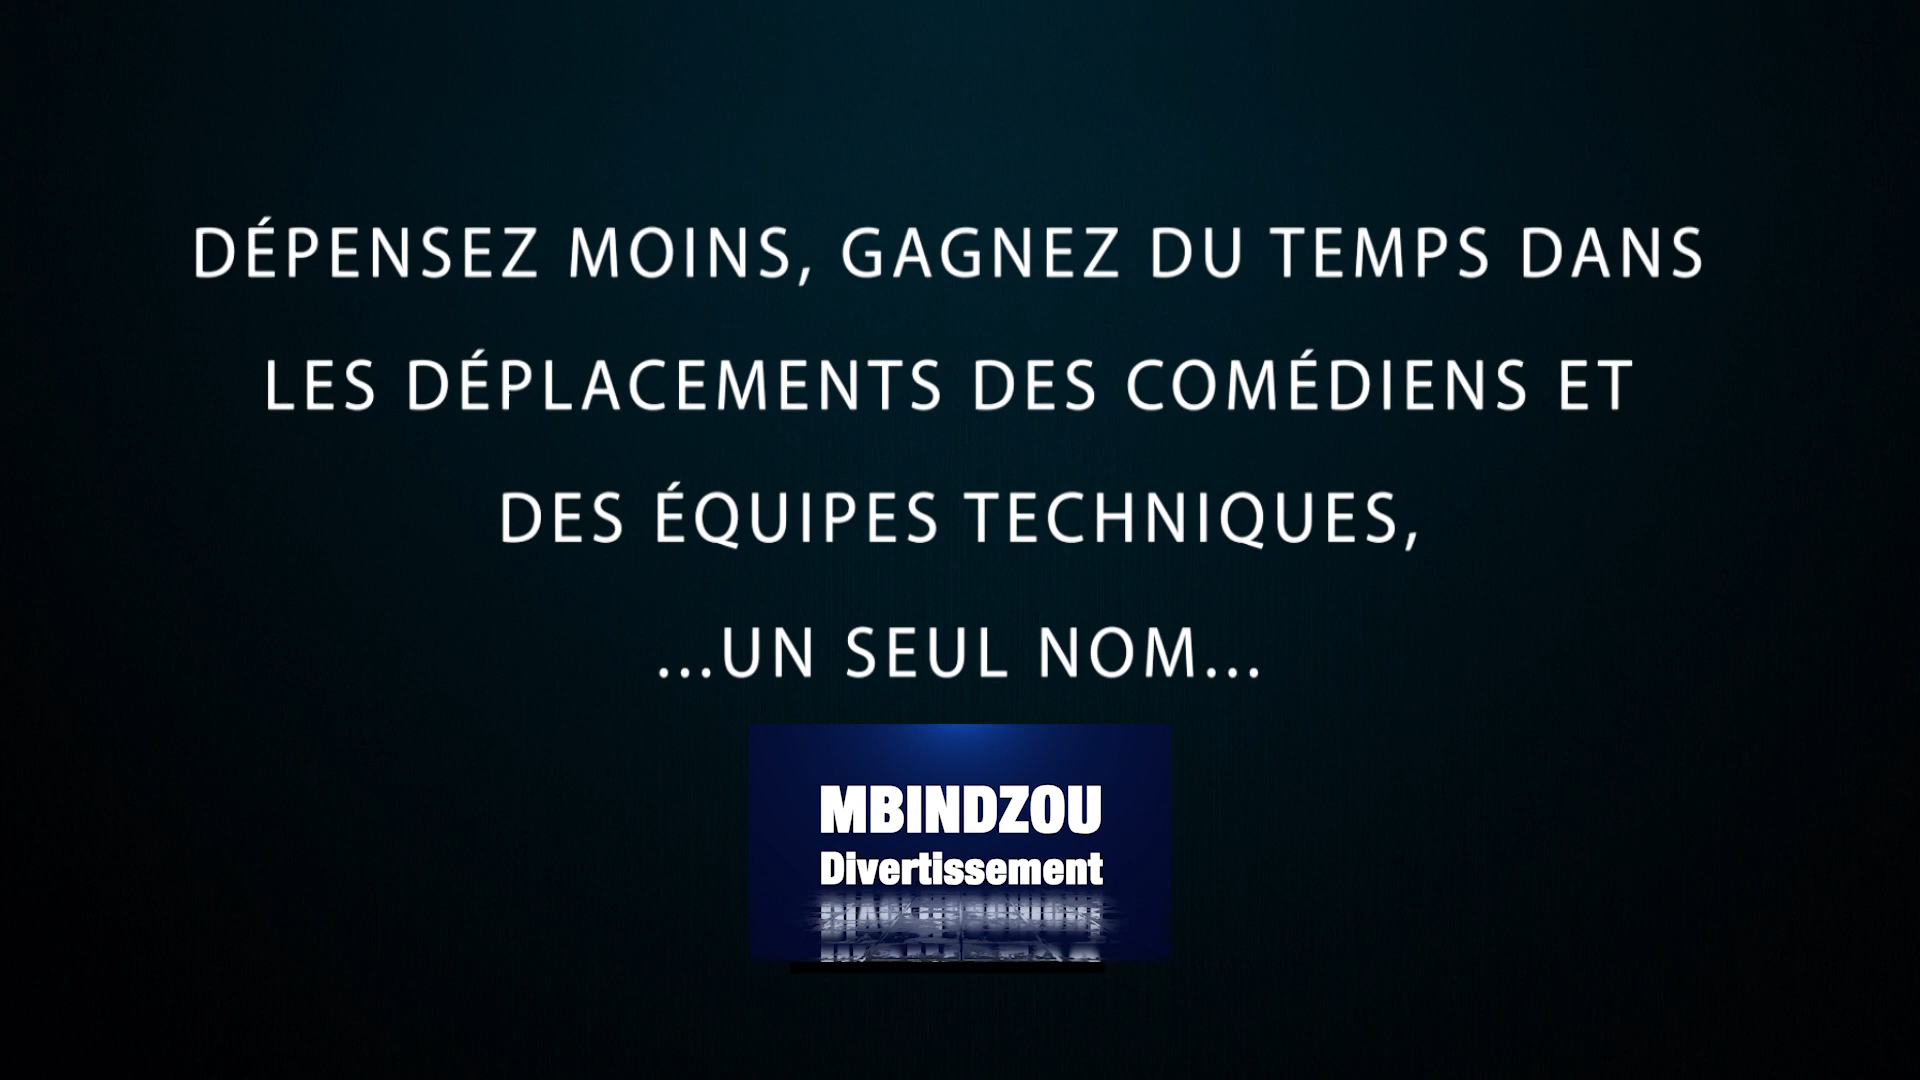 DÉPENSEZ MOINS, GAGNEZ DU TEMPS DANS
LES DÉPLACEMENTS DES COMÉDIENS ET
DES ÉQUIPES TECHNIQUES,
...UN SEUL NOM...
MBINDZOU
Divertissement